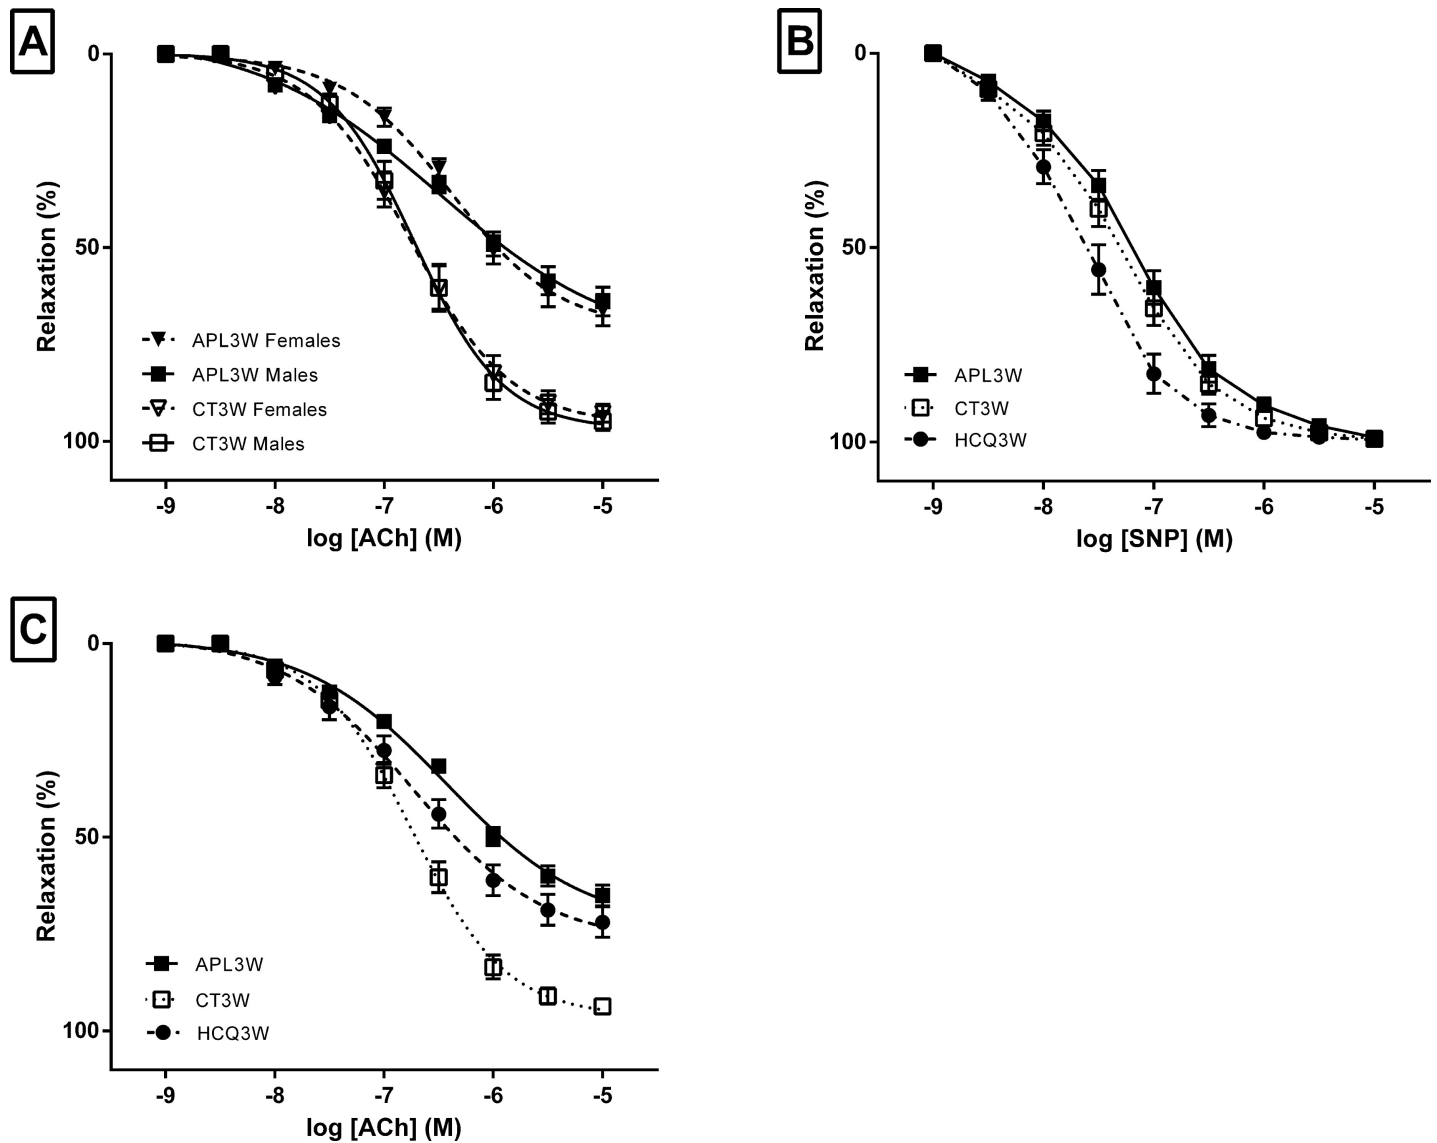 A
0
50
100
Relaxation (%)
APL3W Females
APL3W Males
CT3W Females
CT3W Males
-9 -8 -7 -6 -5
log [ACh] (M)
B
0
50
100
Relaxation (%)
APL3W
CT3W
HCQ3W
-9 -8 -7 -6 -5
log [SNP] (M)
C
0
50
100
Relaxation (%)
APL3W
CT3W
HCQ3W
-9 -8 -7 -6 -5
log [ACh] (M)